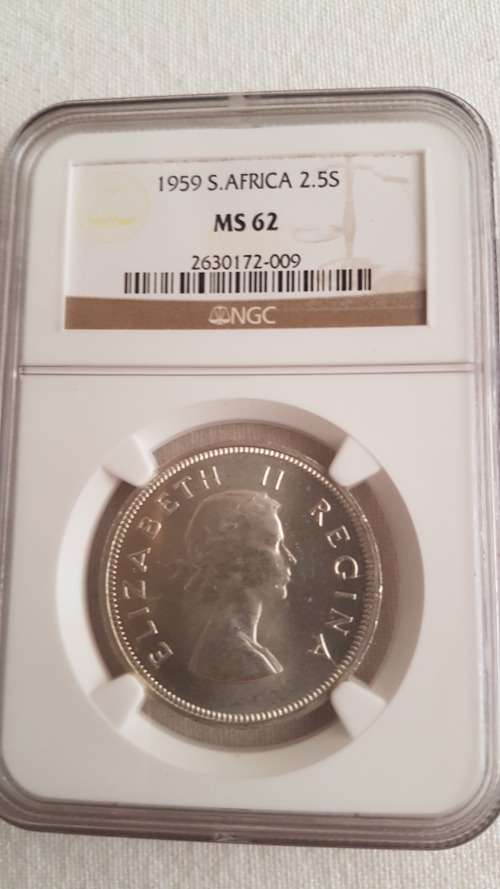 1959 S.AFRICA 2.5S
MS 62
2630172-009
NGC
ELIZABETH II REGINA